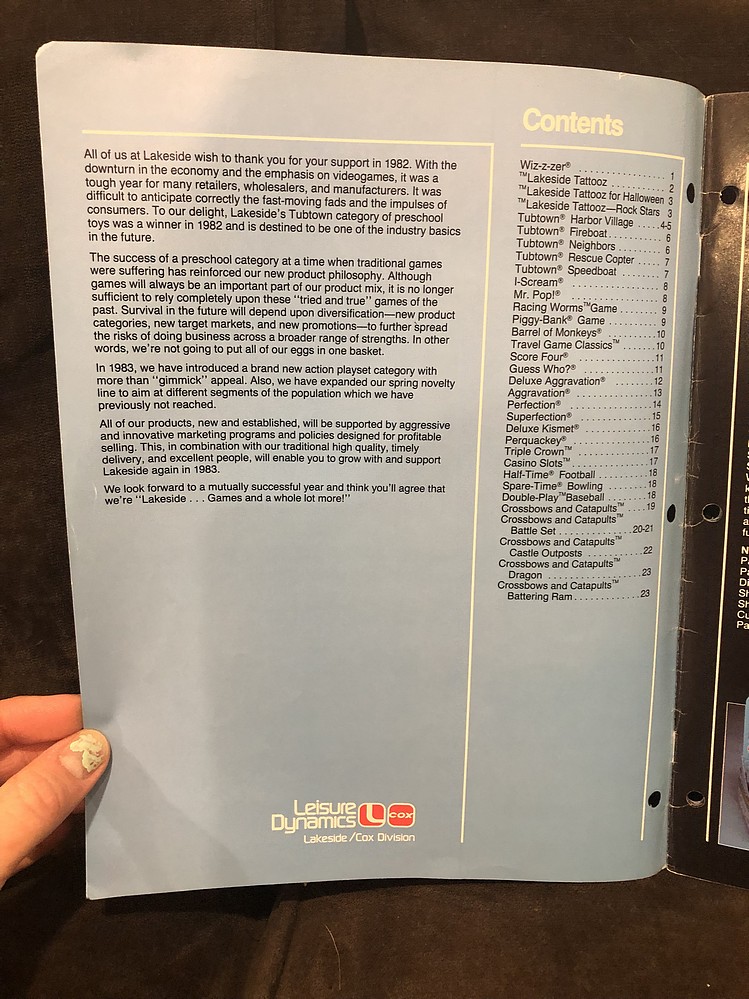 All of us at Lakeside wish to thank you for your support in 1982. With the
downturn in the economy and the emphasis on videogames, it was a
tough year for many retailers, wholesalers, and manufacturers. It was
difficult to anticipate correctly the fast-moving fads and the impulses of
consumers. To our delight, Lakeside's Tubtown category of preschool
toys was a winner in 1982 and is destined to be one of the industry basics
in the future.
The success of a preschool category at a time when traditional games
were suffering has reinforced our new product philosophy. Although
games will always be an important part of our product mix, it is no longer
sufficient to rely completely upon these "tried and true" games of the
past. Survival in the future will depend upon diversification—new product
categories, new target markets, and new promotions—to further spread
the risks of doing business across a broader range of strengths. In other
words, we're not going to put all of our eggs in one basket.
In 1983, we have introduced a brand new action playset category with
more than "gimmick" appeal. Also, we have expanded our spring novelty
line to aim at different segments of the population which we have
previously not reached.
All of our products, new and established, will be supported by aggressive
and innovative marketing programs and policies designed for profitable
selling. This, in combination with our traditional high quality, timely
delivery, and excellent people, will enable you to grow with and support
Lakeside again in 1983.
We look forward to a mutually successful year and think you'll agree that
we're "Lakeside . . . Games and a whole lot more!"
Leisure
Dynamics L COX
Lakeside/Cox Division
Contents
Wiz-z-zer® . . . . . . . . . . . . . . 1
™Lakeside Tattooz . . . . . . . . . . 2
™Lakeside Tattooz for Halloween 3
™Lakeside Tattooz—Rock Stars 3
Tubtown® Harbor Village . . . . . 4-5
Tubtown® Fireboat . . . . . . . . . . 6
Tubtown® Neighbors . . . . . . . . 6
Tubtown® Rescue Copter . . . . . 7
Tubtown® Speedboat . . . . . . . . 7
I-Scream® . . . . . . . . . . . . . . 8
Mr. Pop!® . . . . . . . . . . . . . . 8
Racing Worms™Game . . . . . . . 9
Piggy-Bank® Game . . . . . . . . . 9
Barrel of Monkeys® . . . . . . . . .10
Travel Game Classics™ . . . . . . .10
Score Four® . . . . . . . . . . . . .11
Guess Who?® . . . . . . . . . . . .11
Deluxe Aggravation® . . . . . . . .12
Aggravation® . . . . . . . . . . . . .13
Perfection® . . . . . . . . . . . . . .14
Superfection® . . . . . . . . . . . .15
Deluxe Kismet® . . . . . . . . . . .16
Perquackey® . . . . . . . . . . . . .16
Triple Crown™ . . . . . . . . . . . .17
Casino Slots™ . . . . . . . . . . . .17
Half-Time® Football . . . . . . . . .18
Spare-Time® Bowling . . . . . . . .18
Double-Play™Baseball . . . . . . . .18
Crossbows and Catapults™ . . . .19
Crossbows and Catapults™
Battle Set . . . . . . . . . . . . .20-21
Crossbows and Catapults™
Castle Outposts . . . . . . . . . .22
Crossbows and Catapults™
Dragon . . . . . . . . . . . . . . . .23
Crossbows and Catapults™
Battering Ram . . . . . . . . . . . .23